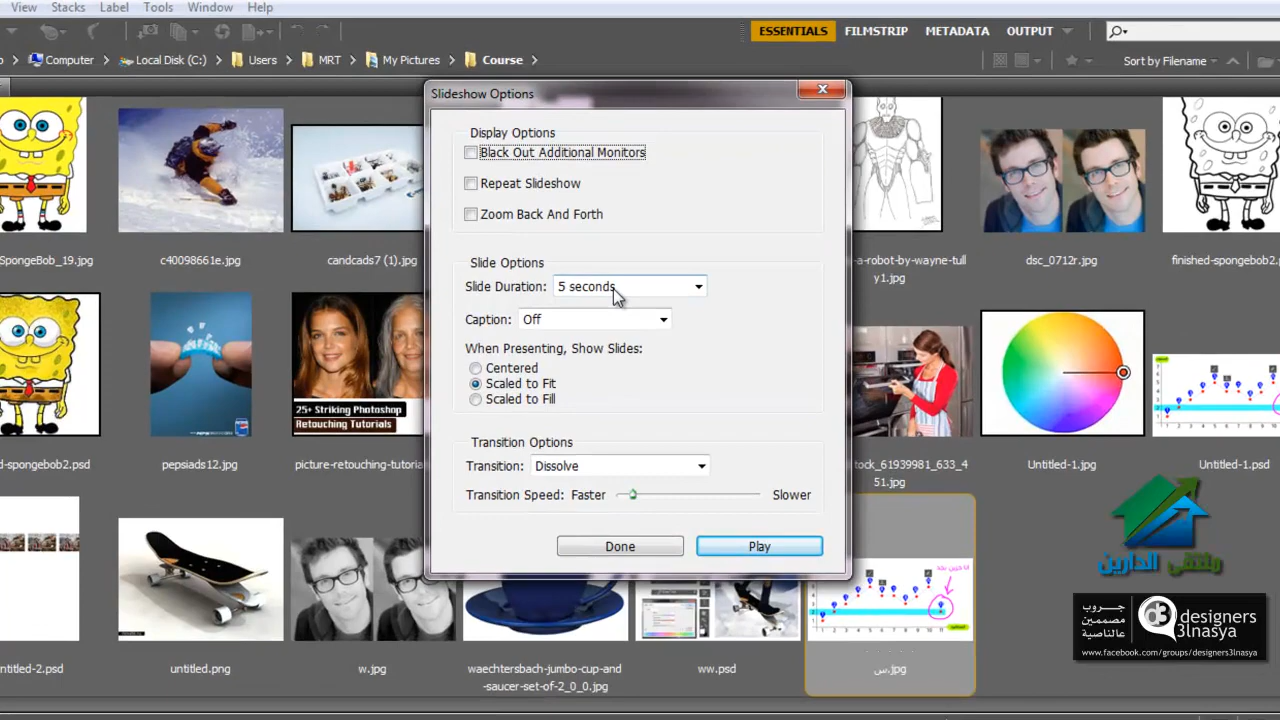 View Stacks Label Tools Window Help
ESSENTIALS FILMSTRIP METADATA OUTPUT
Computer Local Disk (C:) Users MRT My Pictures Course
Sort by Filename
Slideshow Options
Display Options
Black Out Additional Monitors
Repeat Slideshow
Zoom Back And Forth
Slide Options
Slide Duration: 5 seconds
Caption: Off
When Presenting, Show Slides:
Centered
Scaled to Fit
Scaled to Fill
Transition Options
Transition: Dissolve
Transition Speed: Faster Slower
Done Play
SpongeBob_19.jpg
c40098661e.jpg
candcads7 (1).jpg
-a-robot-by-wayne-tull
y1.jpg
dsc_0712r.jpg
finished-spongebob2.p
25+ Striking Photoshop
Retouching Tutorials
d-spongebob2.psd
pepsiads12.jpg
picture-retouching-tutoria
tock_61939981_633_4
51.jpg
Untitled-1.jpg
Untitled-1.psd
ntitled-2.psd
untitled.png
w.jpg
waechtersbach-jumbo-cup-and
-saucer-set-of-2_0_0.jpg
ww.psd
س.jpg
ملتقى الدارين
جروب
مصممين
عالناصية
d3 designers
3lnasya
www.facebook.com/groups/designers3lnasya